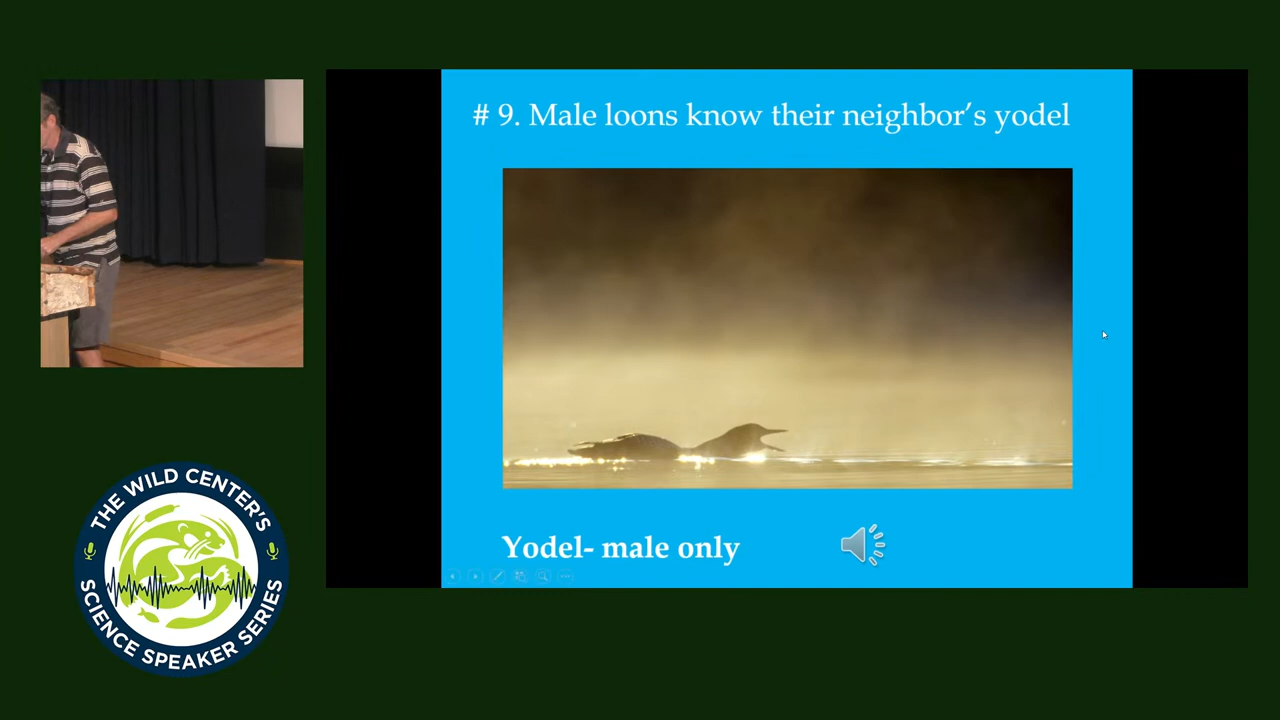 # 9. Male loons know their neighbor's yodel
Yodel- male only
THE WILD CENTER'S
SCIENCE SPEAKER SERIES